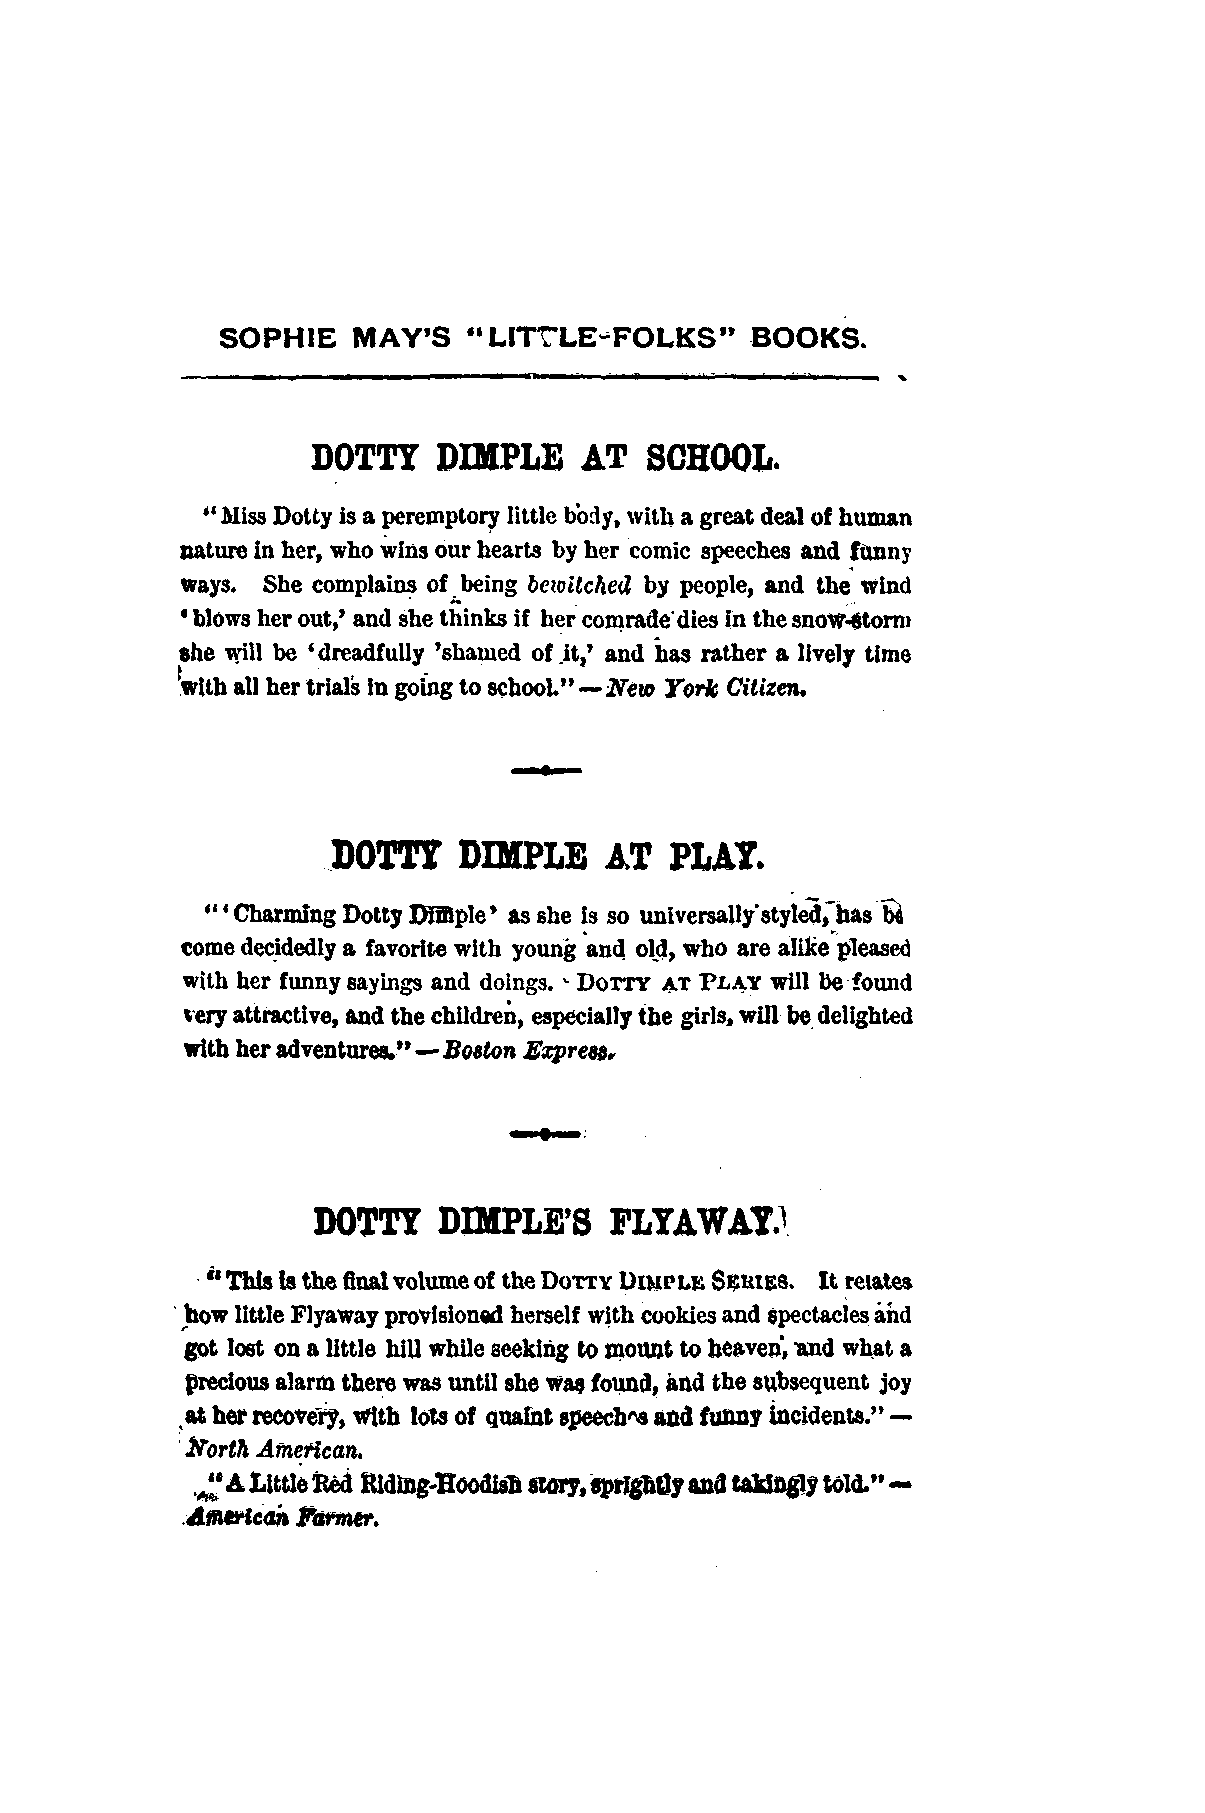 SOPHIE MAY'S "LITTLE-FOLKS" BOOKS.
DOTTY DIMPLE AT SCHOOL.
"Miss Dotty is a peremptory little body, with a great deal of human
nature in her, who wins our hearts by her comic speeches and funny
ways. She complains of being bewitched by people, and the wind
'blows her out,' and she thinks if her comrade dies in the snow-storm
she will be 'dreadfully 'shamed of it,' and has rather a lively time
with all her trials in going to school." — New York Citizen.
DOTTY DIMPLE AT PLAY.
"'Charming Dotty Dimple' as she is so universally styled, has be
come decidedly a favorite with young and old, who are alike pleased
with her funny sayings and doings. DOTTY AT PLAY will be found
very attractive, and the children, especially the girls, will be delighted
with her adventures." — Boston Express.
DOTTY DIMPLE'S FLYAWAY.
"This is the final volume of the DOTTY DIMPLE SERIES. It relates
how little Flyaway provisioned herself with cookies and spectacles and
got lost on a little hill while seeking to mount to heaven, and what a
precious alarm there was until she was found, and the subsequent joy
at her recovery, with lots of quaint speeches and funny incidents." —
North American.
"A Little Red Riding-Hoodish story, sprightly and takingly told." —
American Farmer.